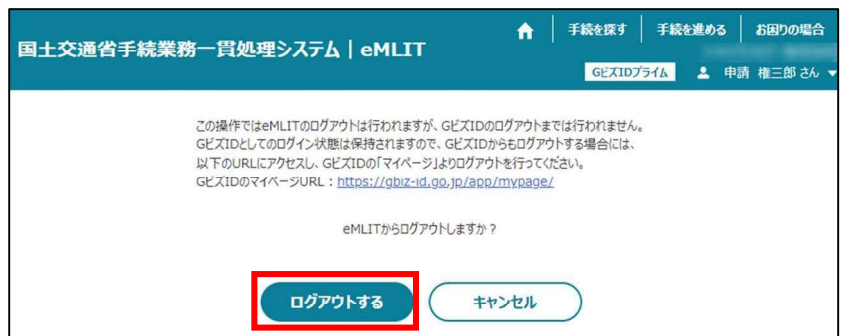 国土交通省手続業務一貫処理システム｜eMLIT
手続を探す
手続を進める
お困りの場合
GビズIDプライム
申請 権三郎 さん ▼
この操作ではeMLITのログアウトは行われますが、GビズIDのログアウトまでは行われません。
GビズIDとしてのログイン状態は保持されますので、GビズIDからもログアウトする場合には、
以下のURLにアクセスし、GビズIDの「マイページ」よりログアウトを行ってください。
GビズIDのマイページURL：https://gbiz-id.go.jp/app/mypage/
eMLITからログアウトしますか？
ログアウトする
キャンセル